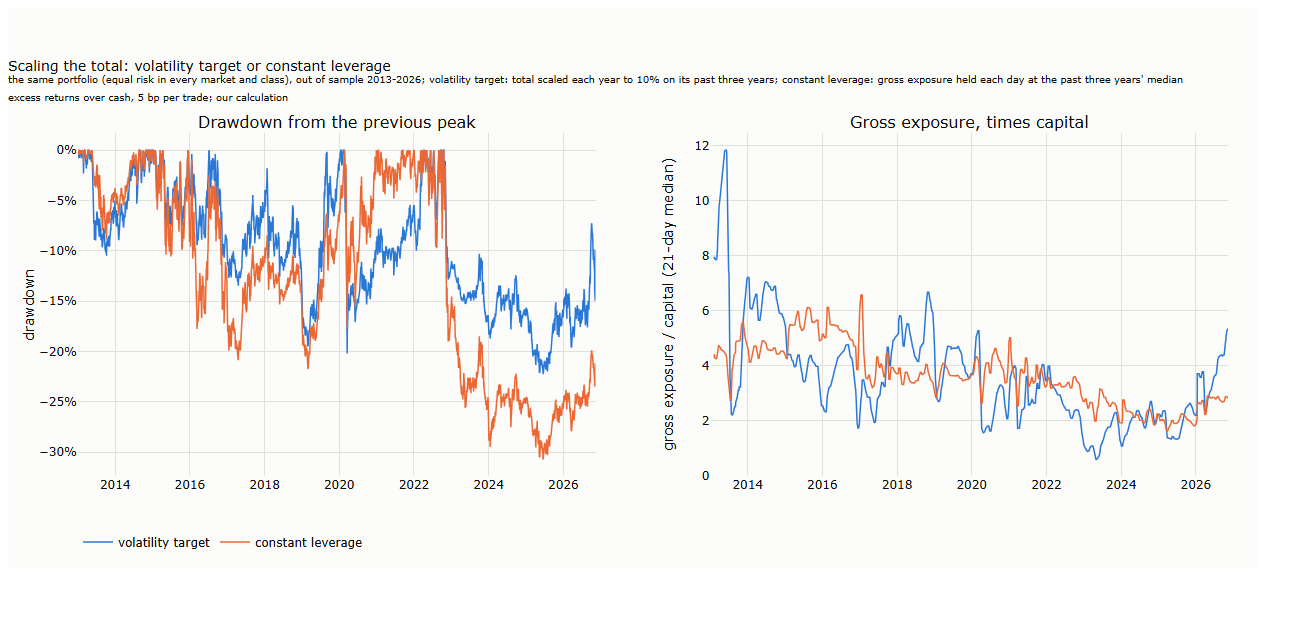 Scaling the total: volatility target or constant leverage
the same portfolio (equal risk in every market and class), out of sample 2013-2026; volatility target: total scaled each year to 10% on its past three years; constant leverage: gross exposure held each day at the past three years' median
excess returns over cash, 5 bp per trade; our calculation
Drawdown from the previous peak
0%
−5%
−10%
−15%
−20%
−25%
−30%
drawdown
2014 2016 2018 2020 2022 2024 2026
Gross exposure, times capital
12
10
8
6
4
2
0
gross exposure / capital (21-day median)
2014 2016 2018 2020 2022 2024 2026
volatility target constant leverage